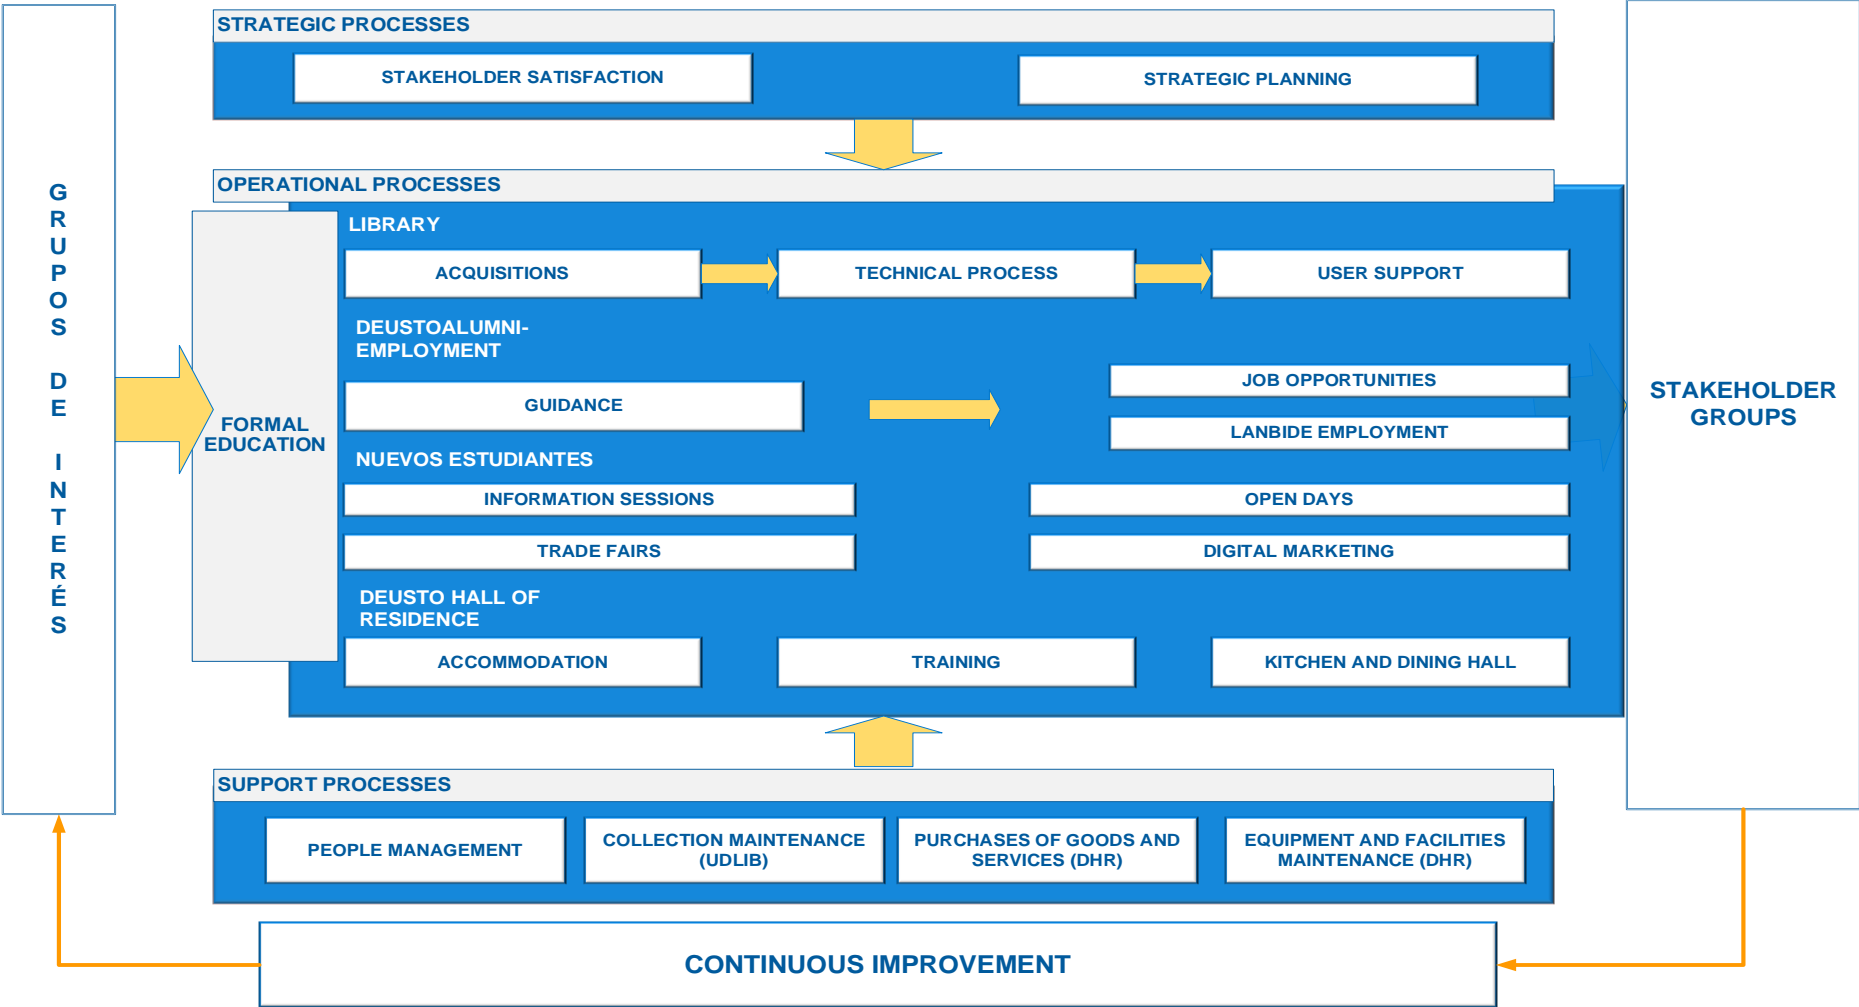 STRATEGIC PROCESSES
STAKEHOLDER SATISFACTION
STRATEGIC PLANNING
GRUPOS DE INTERÉS
OPERATIONAL PROCESSES
FORMAL
EDUCATION
LIBRARY
ACQUISITIONS
TECHNICAL PROCESS
USER SUPPORT
DEUSTOALUMNI-
EMPLOYMENT
GUIDANCE
JOB OPPORTUNITIES
LANBIDE EMPLOYMENT
NUEVOS ESTUDIANTES
INFORMATION SESSIONS
OPEN DAYS
TRADE FAIRS
DIGITAL MARKETING
DEUSTO HALL OF
RESIDENCE
ACCOMMODATION
TRAINING
KITCHEN AND DINING HALL
STAKEHOLDER
GROUPS
SUPPORT PROCESSES
PEOPLE MANAGEMENT
COLLECTION MAINTENANCE
(UDLIB)
PURCHASES OF GOODS AND
SERVICES (DHR)
EQUIPMENT AND FACILITIES
MAINTENANCE (DHR)
CONTINUOUS IMPROVEMENT